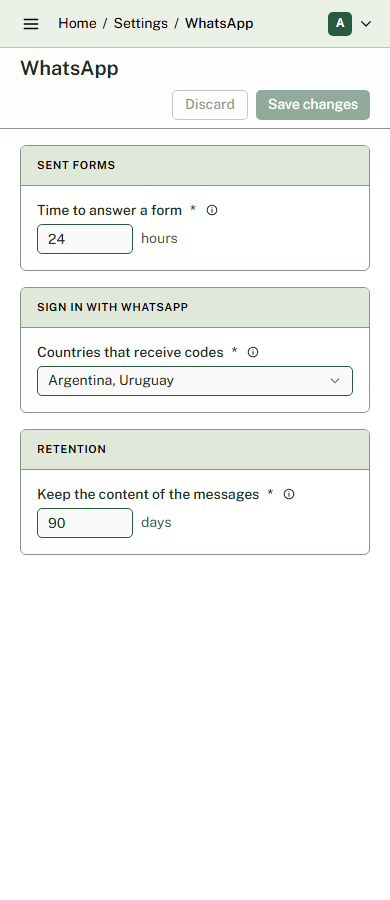 Home / Settings / WhatsApp
A
WhatsApp
Discard
Save changes
SENT FORMS
Time to answer a form *
24 hours
SIGN IN WITH WHATSAPP
Countries that receive codes *
Argentina, Uruguay
RETENTION
Keep the content of the messages *
90 days